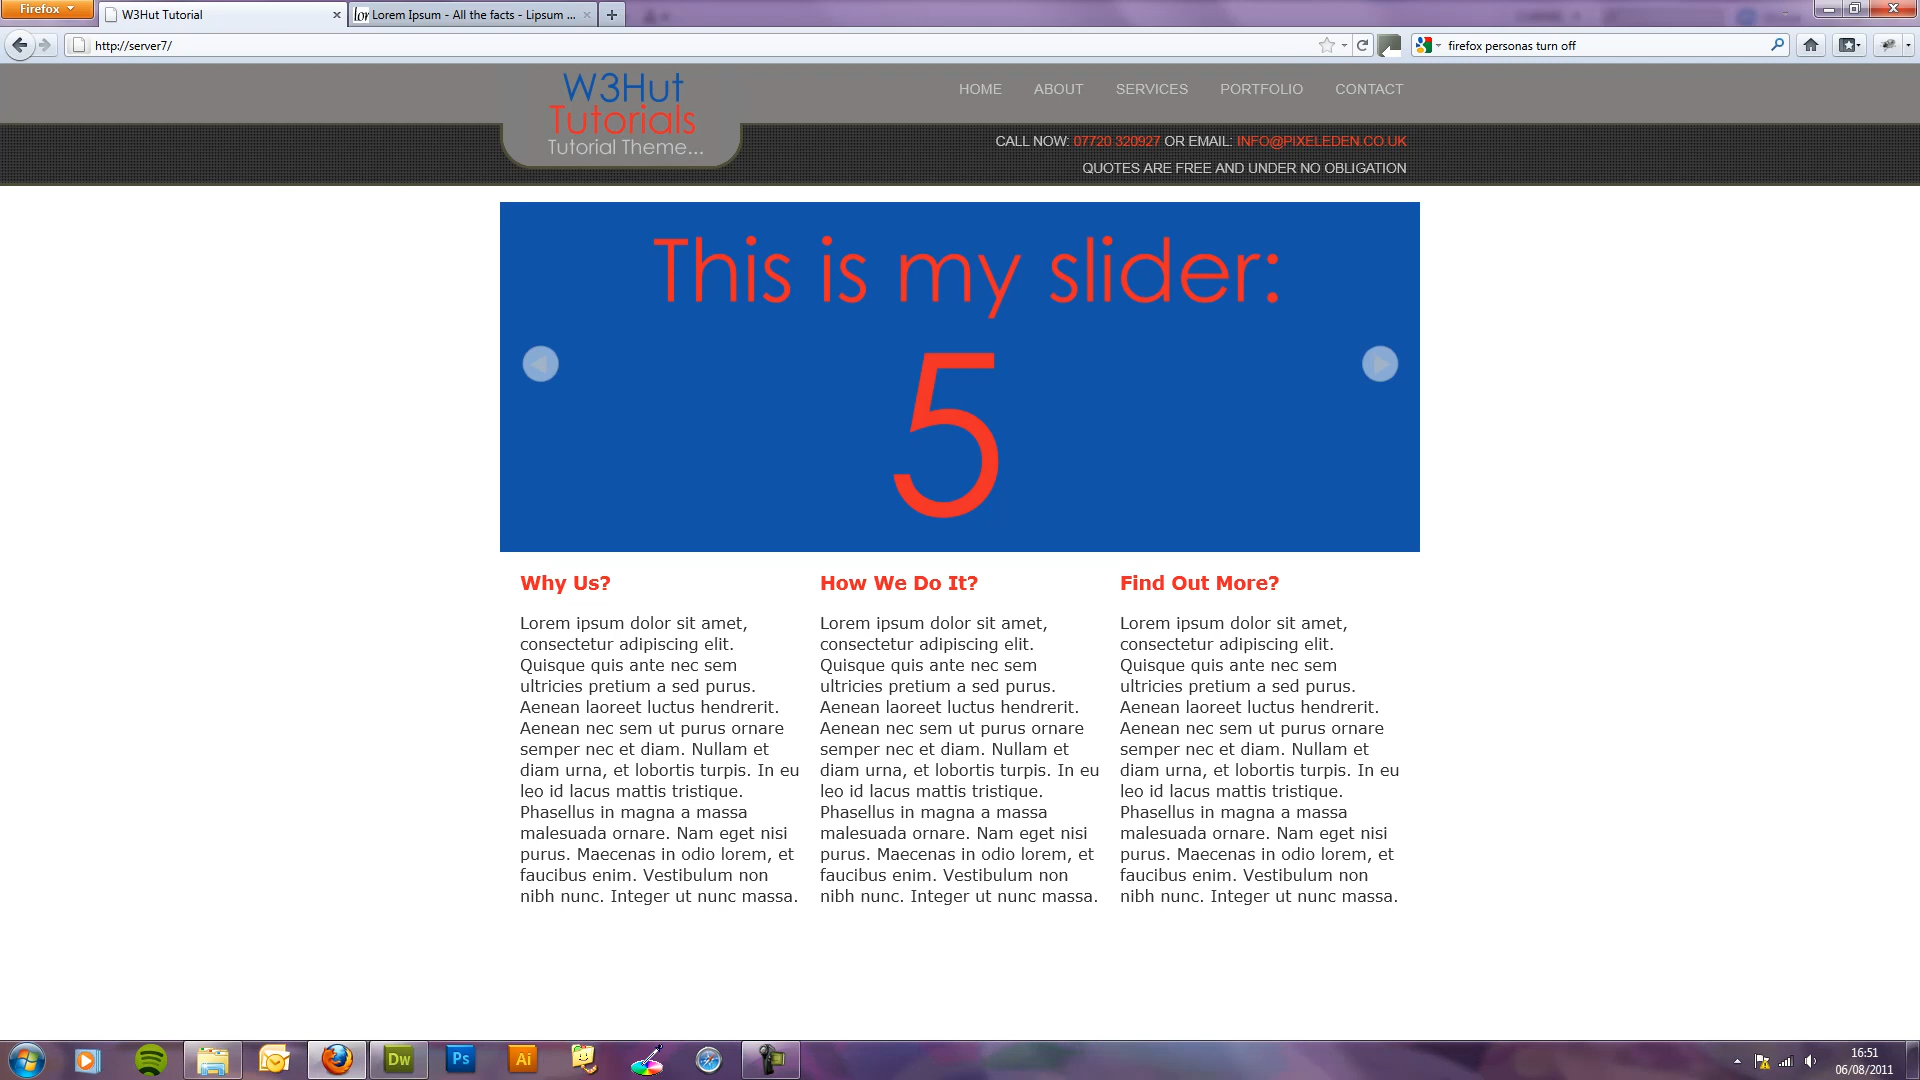 Firefox
W3Hut Tutorial
Lorem Ipsum - All the facts - Lipsum ...
http://server7/
firefox personas turn off
W3Hut
Tutorials
Tutorial Theme...
HOME ABOUT SERVICES PORTFOLIO CONTACT
CALL NOW: 07720 320927 OR EMAIL: INFO@PIXELEDEN.CO.UK
QUOTES ARE FREE AND UNDER NO OBLIGATION
This is my slider:
5
Why Us?
Lorem ipsum dolor sit amet,
consectetur adipiscing elit.
Quisque quis ante nec sem
ultricies pretium a sed purus.
Aenean laoreet luctus hendrerit.
Aenean nec sem ut purus ornare
semper nec et diam. Nullam et
diam urna, et lobortis turpis. In eu
leo id lacus mattis tristique.
Phasellus in magna a massa
malesuada ornare. Nam eget nisi
purus. Maecenas in odio lorem, et
faucibus enim. Vestibulum non
nibh nunc. Integer ut nunc massa.
How We Do It?
Lorem ipsum dolor sit amet,
consectetur adipiscing elit.
Quisque quis ante nec sem
ultricies pretium a sed purus.
Aenean laoreet luctus hendrerit.
Aenean nec sem ut purus ornare
semper nec et diam. Nullam et
diam urna, et lobortis turpis. In eu
leo id lacus mattis tristique.
Phasellus in magna a massa
malesuada ornare. Nam eget nisi
purus. Maecenas in odio lorem, et
faucibus enim. Vestibulum non
nibh nunc. Integer ut nunc massa.
Find Out More?
Lorem ipsum dolor sit amet,
consectetur adipiscing elit.
Quisque quis ante nec sem
ultricies pretium a sed purus.
Aenean laoreet luctus hendrerit.
Aenean nec sem ut purus ornare
semper nec et diam. Nullam et
diam urna, et lobortis turpis. In eu
leo id lacus mattis tristique.
Phasellus in magna a massa
malesuada ornare. Nam eget nisi
purus. Maecenas in odio lorem, et
faucibus enim. Vestibulum non
nibh nunc. Integer ut nunc massa.
Dw
Ps
Ai
16:51
06/08/2011